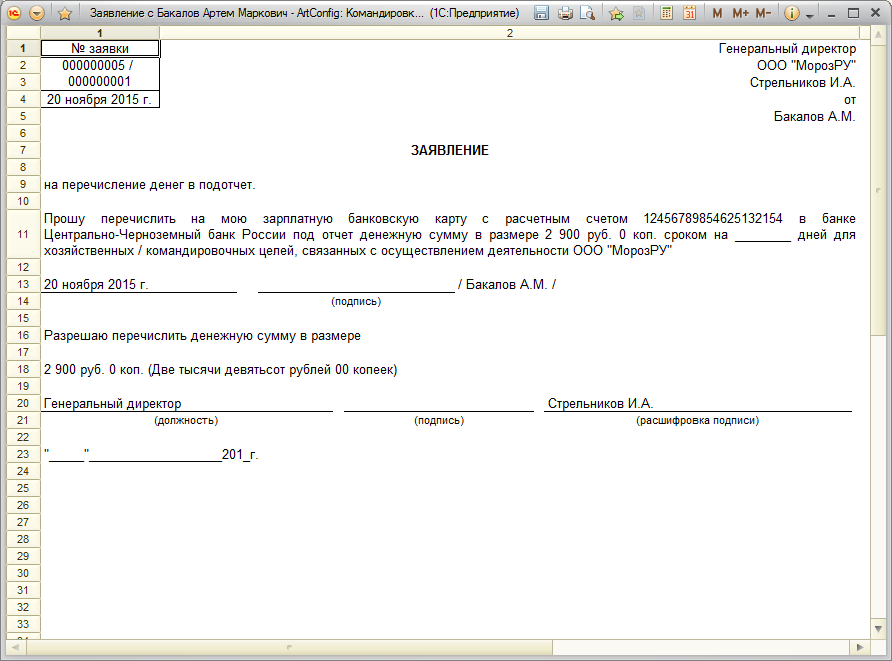 Заявление с Бакалов Артем Маркович - ArtConfig: Командировк... (1С:Предприятие)
31 M M+ M-
1 2
1 № заявки Генеральный директор
2 000000005 / ООО "МорозРУ"
3 000000001 Стрельников И.А.
4 20 ноября 2015 г. от
5 Бакалов А.М.
6
7 ЗАЯВЛЕНИЕ
8
9 на перечисление денег в подотчет.
10
Прошу перечислить на мою зарплатную банковскую карту с расчетным счетом 12456789854625132154 в банке
11 Центрально-Черноземный банк России под отчет денежную сумму в размере 2 900 руб. 0 коп. сроком на ________ дней для
хозяйственных / командировочных целей, связанных с осуществлением деятельности ООО "МорозРУ"
12
13 20 ноября 2015 г. / Бакалов А.М. /
14 (подпись)
15
16 Разрешаю перечислить денежную сумму в размере
17
18 2 900 руб. 0 коп. (Две тысячи девятьсот рублей 00 копеек)
19
20 Генеральный директор Стрельников И.А.
21 (должность) (подпись) (расшифровка подписи)
22
23 "_____"___________________201_г.
24
25
26
27
28
29
30
31
32
33